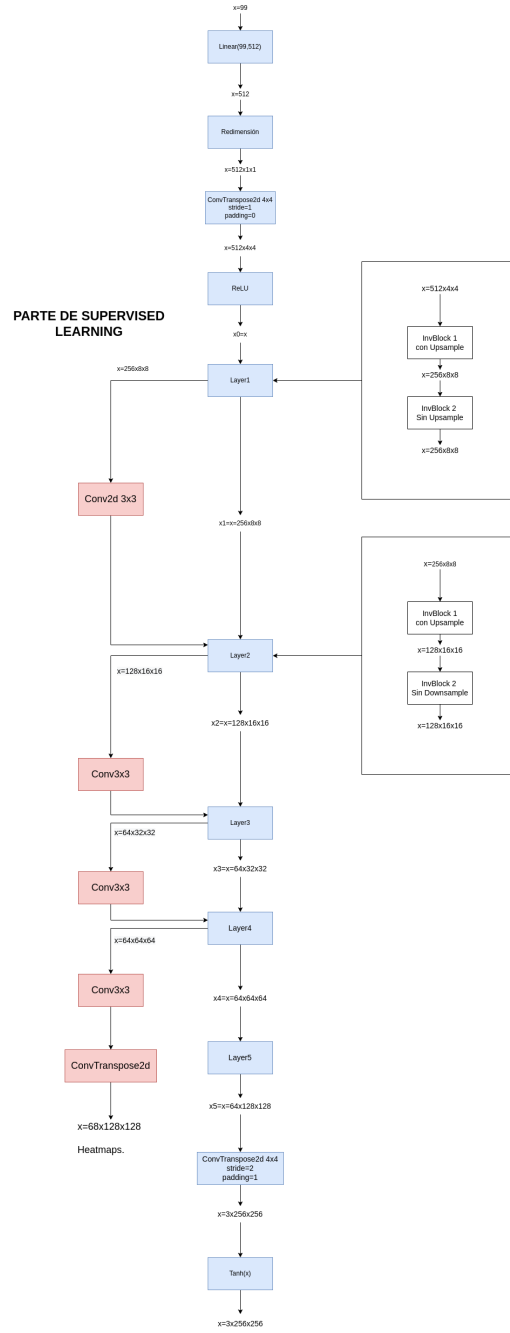 x=99
Linear(99,512)
x=512
Redimensión
x=512x1x1
ConvTranspose2d 4x4
stride=1
padding=0
x=512x4x4
ReLU
x0=x
PARTE DE SUPERVISED
LEARNING
x=256x8x8
Layer1
Conv2d 3x3
x1=x=256x8x8
Layer2
x=128x16x16
x2=x=128x16x16
Conv3x3
Layer3
x=64x32x32
x3=x=64x32x32
Conv3x3
Layer4
x=64x64x64
Conv3x3
x4=x=64x64x64
Layer5
ConvTranspose2d
x5=x=64x128x128
x=68x128x128
Heatmaps.
ConvTranspose2d 4x4
stride=2
padding=1
x=3x256x256
Tanh(x)
x=3x256x256
x=512x4x4
InvBlock 1
con Upsample
x=256x8x8
InvBlock 2
Sin Upsample
x=256x8x8
x=256x8x8
InvBlock 1
con Upsample
x=128x16x16
InvBlock 2
Sin Downsample
x=128x16x16